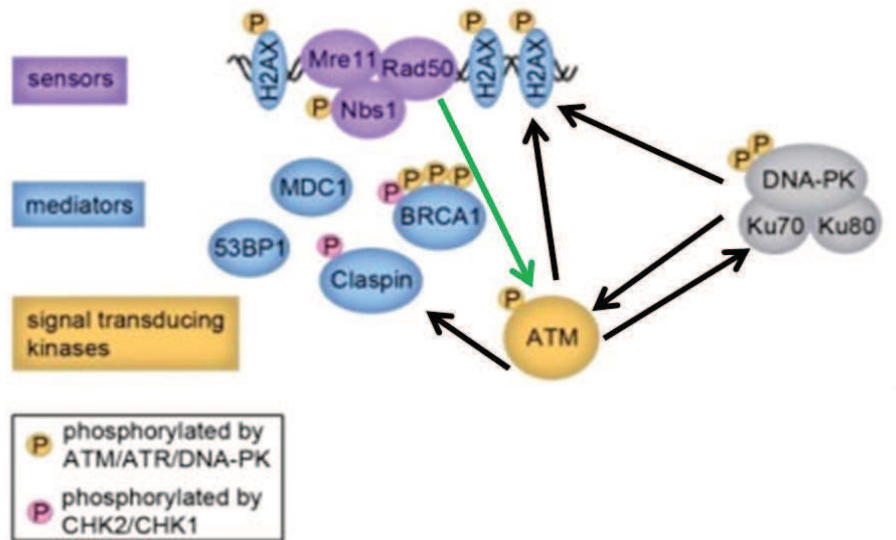 P P P
H2AX Mre11 Rad50 H2AX H2AX
sensors
P Nbs1
P P
DNA-PK
Ku70 Ku80
mediators
MDC1
P P P P
BRCA1
53BP1
P
Claspin
signal transducing
kinases
P
ATM
P phosphorylated by
ATM/ATR/DNA-PK
P phosphorylated by
CHK2/CHK1